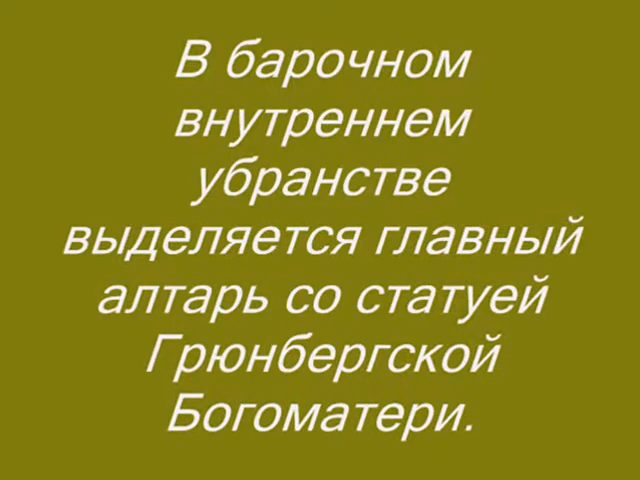 В барочном
внутреннем
убранстве
выделяется главный
алтарь со статуей
Грюнбергской
Богоматери.